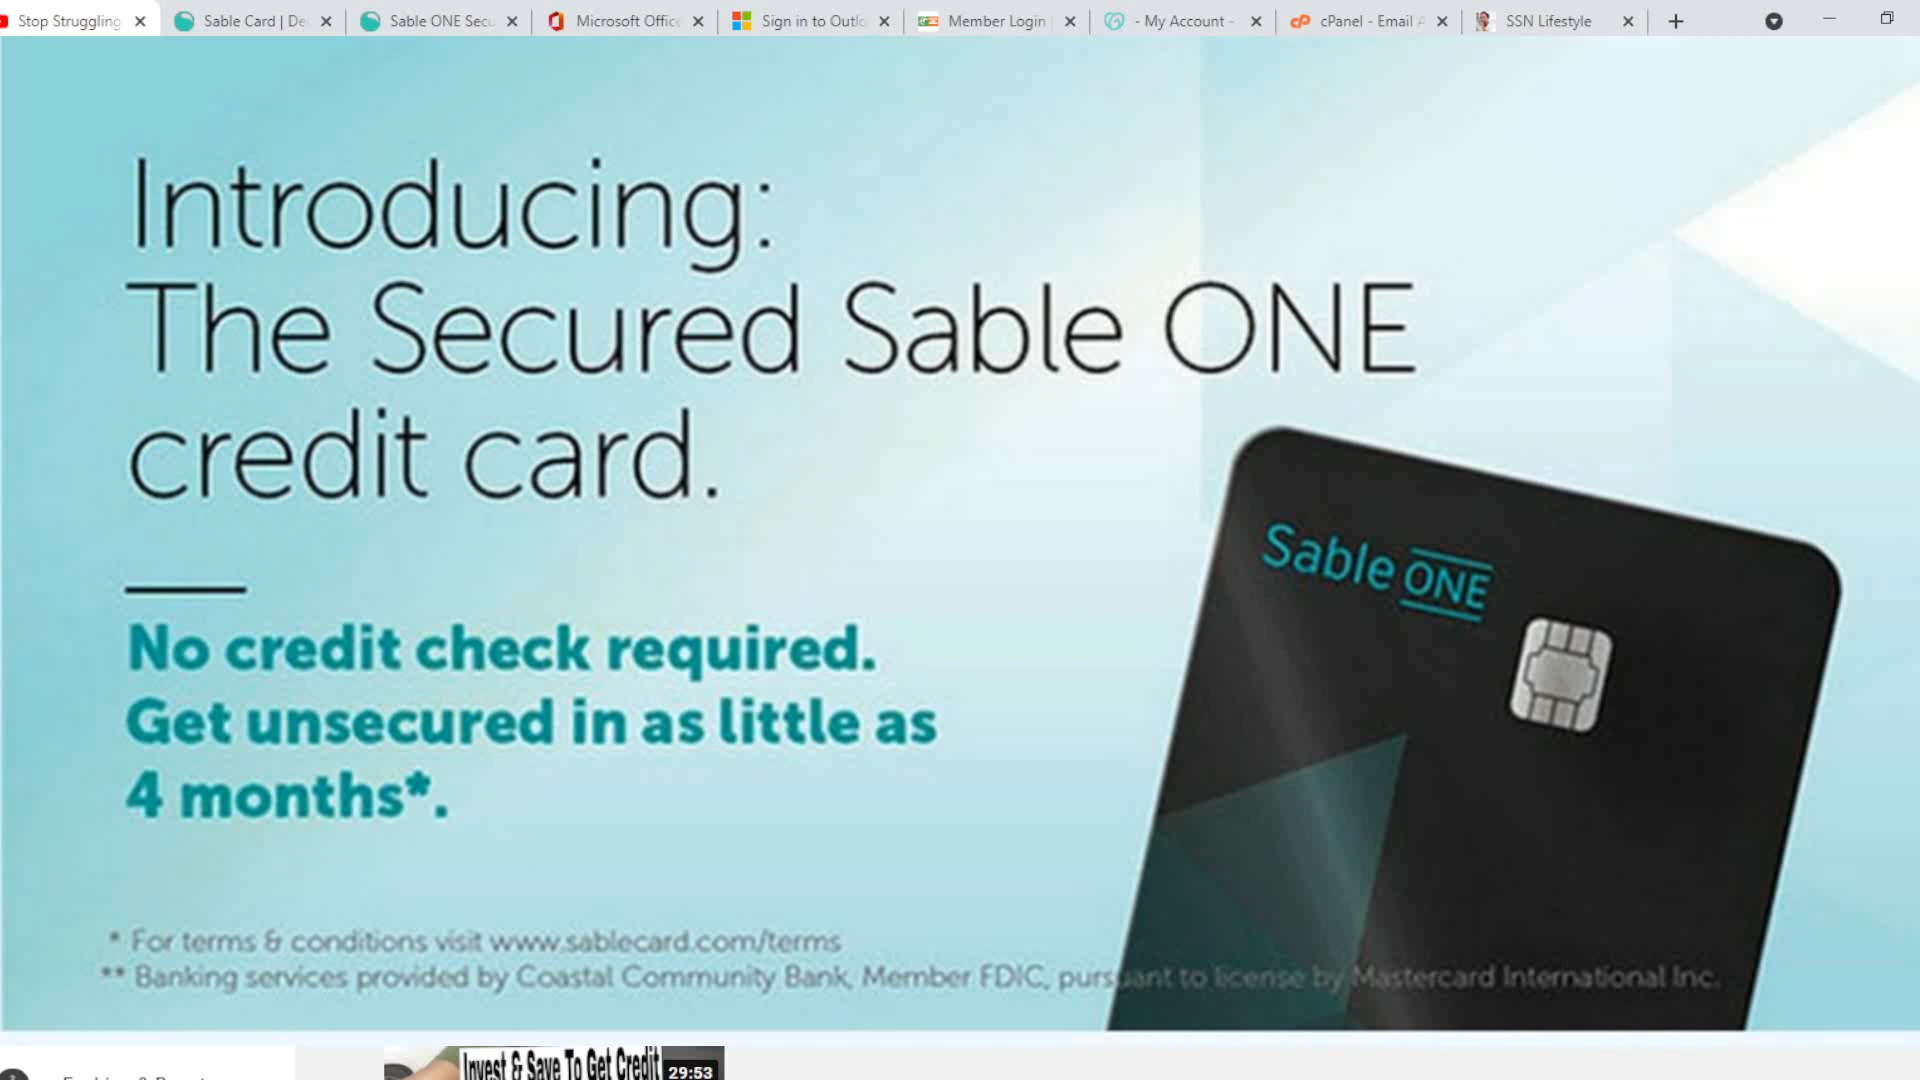 Stop Struggling
Sable Card | De
Sable ONE Secu
Microsoft Office
Sign in to Outlo
Member Login
- My Account -
cPanel - Email A
SSN Lifestyle
Introducing:
The Secured Sable ONE
credit card.
No credit check required.
Get unsecured in as little as
4 months*.
Sable ONE
* For terms & conditions visit www.sablecard.com/terms
** Banking services provided by Coastal Community Bank, Member FDIC, pursuant to license by Mastercard International Inc.
Invest & Save To Get Credit
29:53